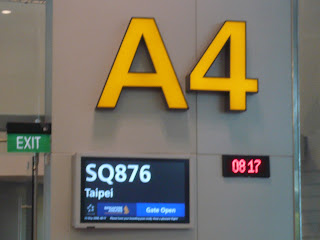 A4
EXIT
SQ876
08:17
Taipei
Gate Open